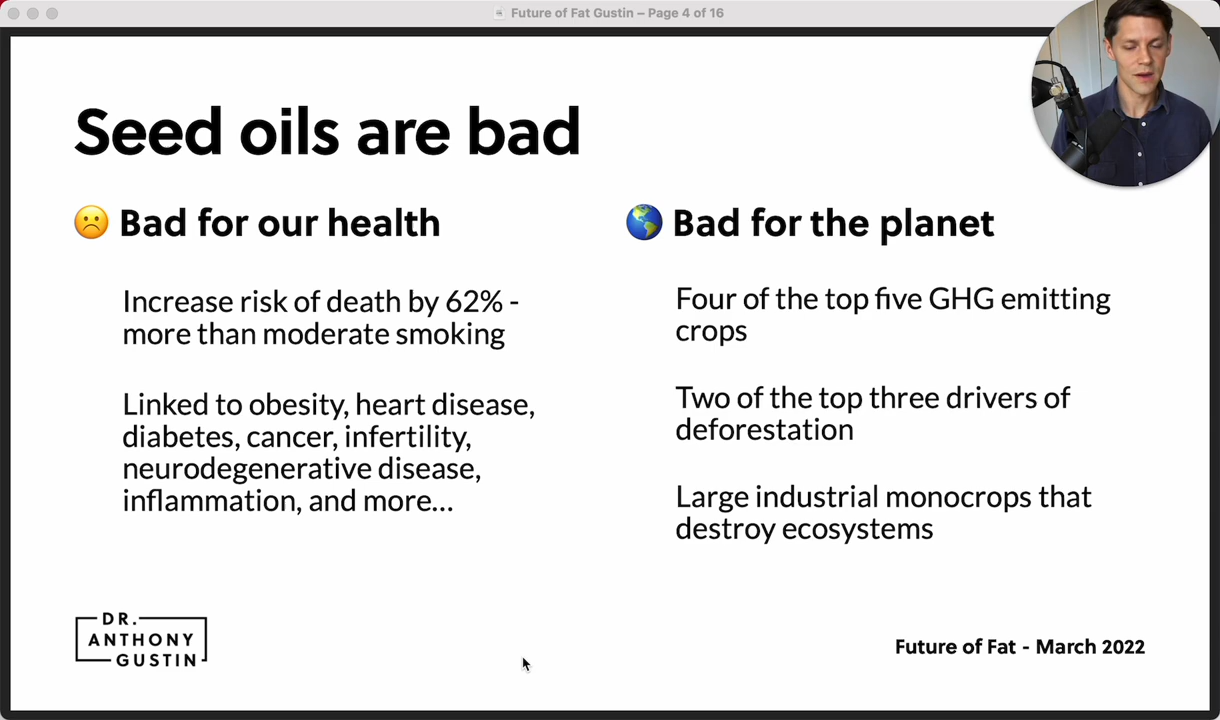 Future of Fat Gustin – Page 4 of 16
Seed oils are bad
Bad for our health
Increase risk of death by 62% -
more than moderate smoking
Linked to obesity, heart disease,
diabetes, cancer, infertility,
neurodegenerative disease,
inflammation, and more...
Bad for the planet
Four of the top five GHG emitting
crops
Two of the top three drivers of
deforestation
Large industrial monocrops that
destroy ecosystems
DR.
ANTHONY
GUSTIN
Future of Fat - March 2022